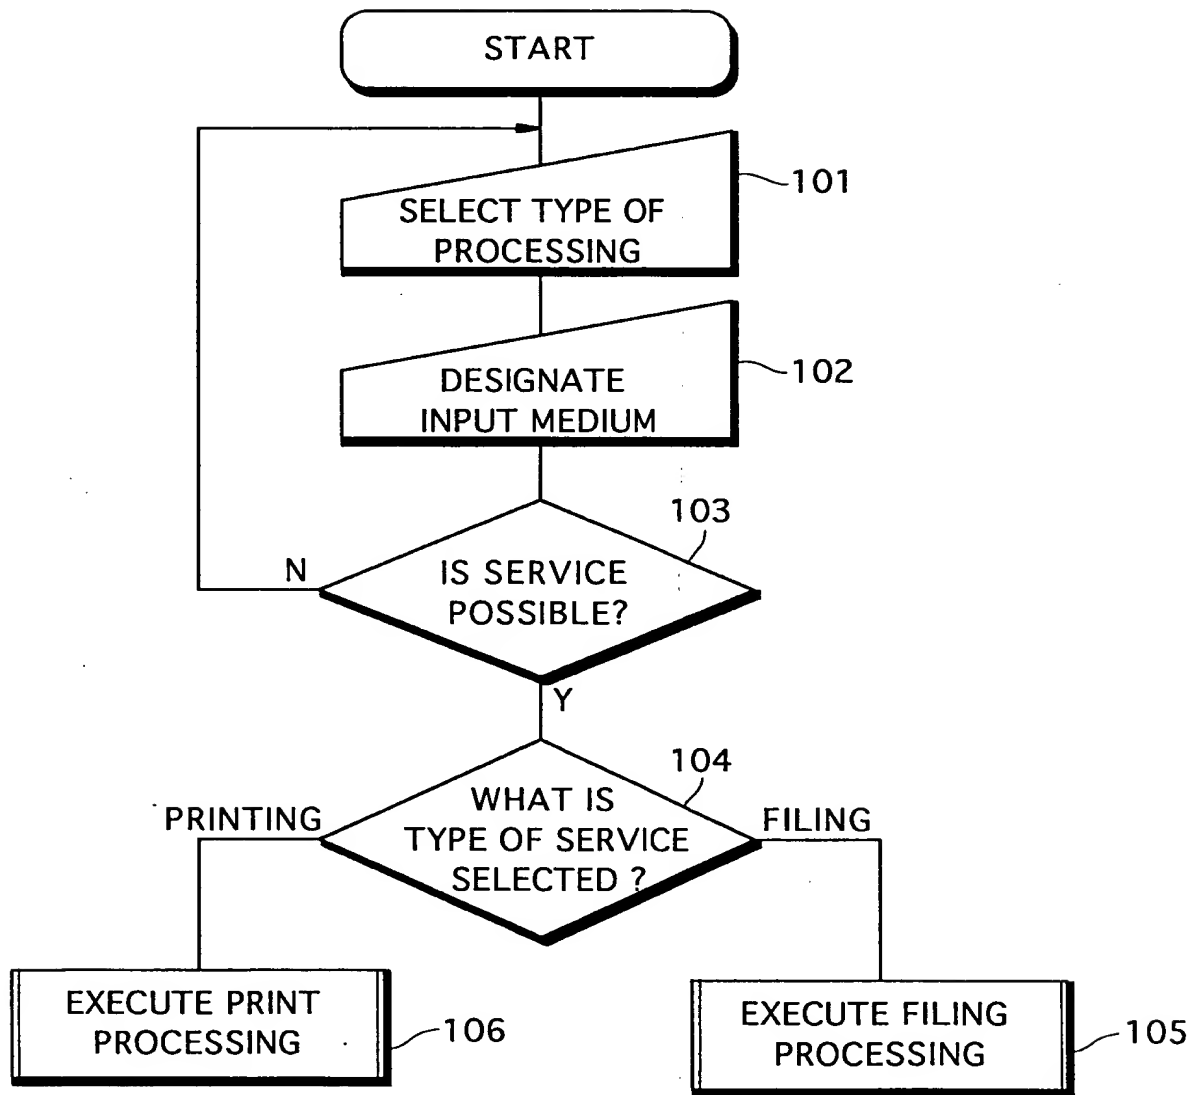 START
101
SELECT TYPE OF
PROCESSING
102
DESIGNATE
INPUT MEDIUM
103
N
IS SERVICE
POSSIBLE?
Y
104
PRINTING
WHAT IS
TYPE OF SERVICE
SELECTED ?
FILING
EXECUTE PRINT
PROCESSING
106
EXECUTE FILING
PROCESSING
105